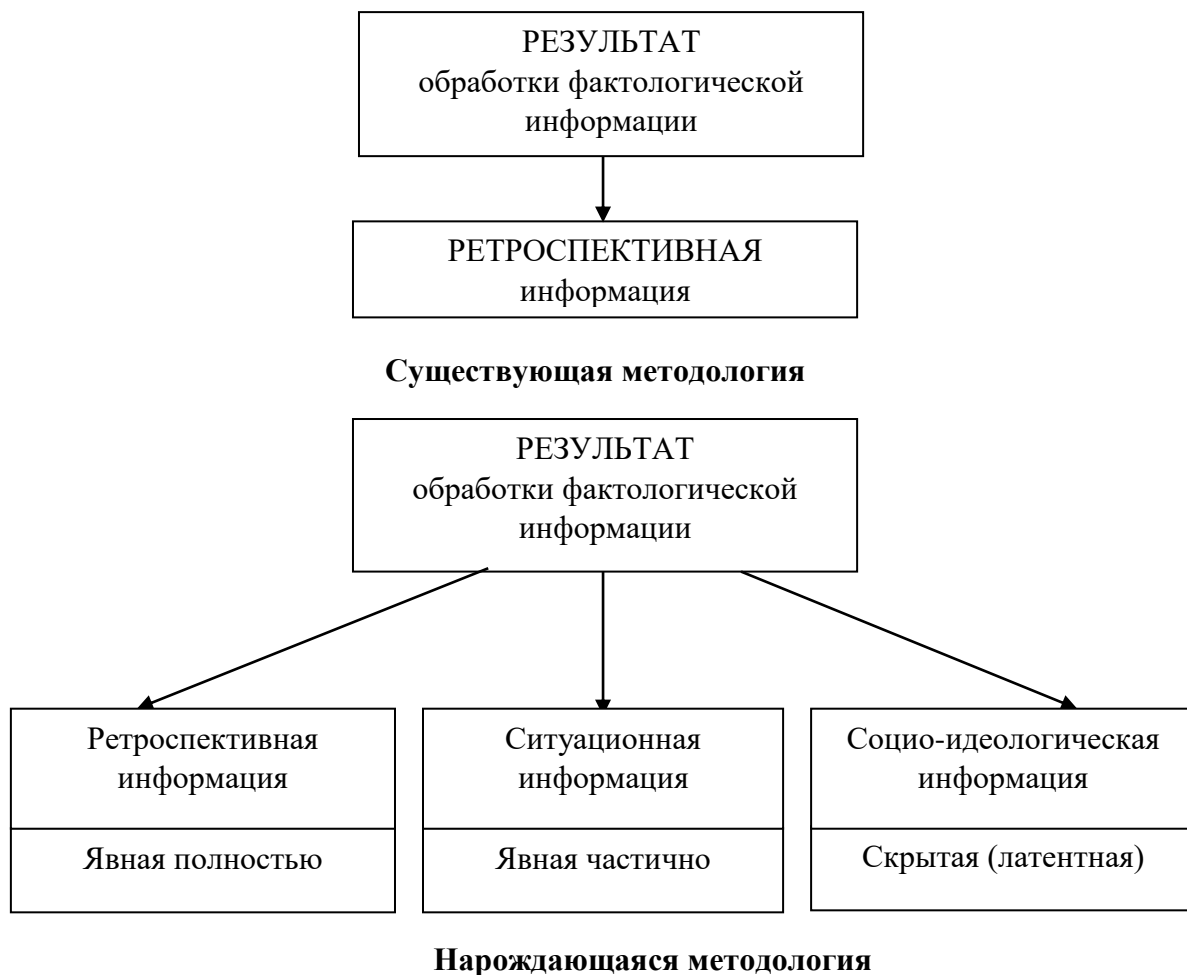 РЕЗУЛЬТАТ
обработки фактологической
информации
РЕТРОСПЕКТИВНАЯ
информация
Существующая методология
РЕЗУЛЬТАТ
обработки фактологической
информации
Ретроспективная
информация
Явная полностью
Ситуационная
информация
Явная частично
Социо-идеологическая
информация
Скрытая (латентная)
Нарождающаяся методология